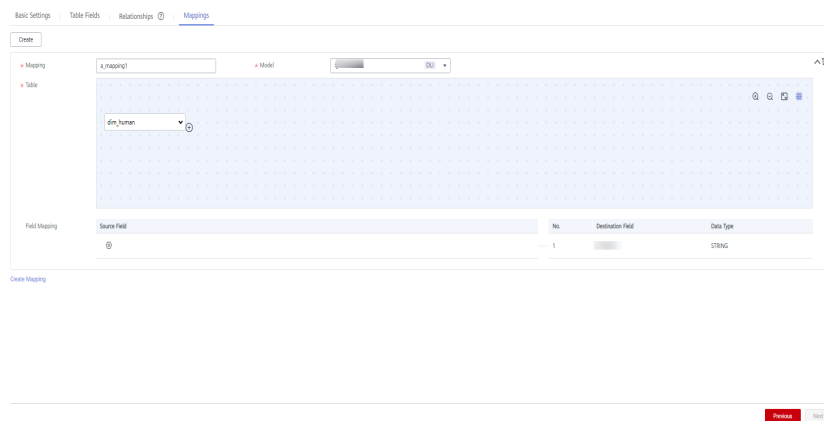 Basic Settings Table Fields Relationships ? Mappings
Create
* Mapping a_mapping1 * Model DLI
* Table
dim_human
Field Mapping Source Field No. Destination Field Data Type
1 STRING
Create Mapping
Previous Next